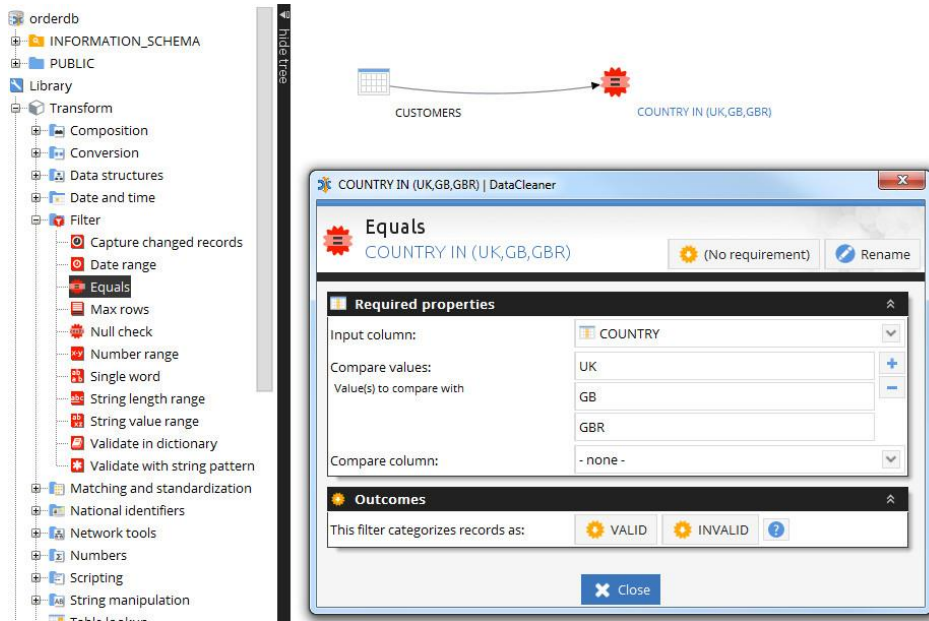 orderdb
INFORMATION_SCHEMA
PUBLIC
Library
Transform
Composition
Conversion
Data structures
Date and time
Filter
Capture changed records
Date range
Equals
Max rows
Null check
Number range
Single word
String length range
String value range
Validate in dictionary
Validate with string pattern
Matching and standardization
National identifiers
Network tools
Numbers
Scripting
String manipulation
Table lookup
hide tree
CUSTOMERS
COUNTRY IN (UK,GB,GBR)
COUNTRY IN (UK,GB,GBR) | DataCleaner
Equals
COUNTRY IN (UK,GB,GBR)
(No requirement)
Rename
Required properties
Input column:
COUNTRY
Compare values:
UK
Value(s) to compare with
GB
GBR
Compare column:
- none -
Outcomes
This filter categorizes records as:
VALID
INVALID
Close